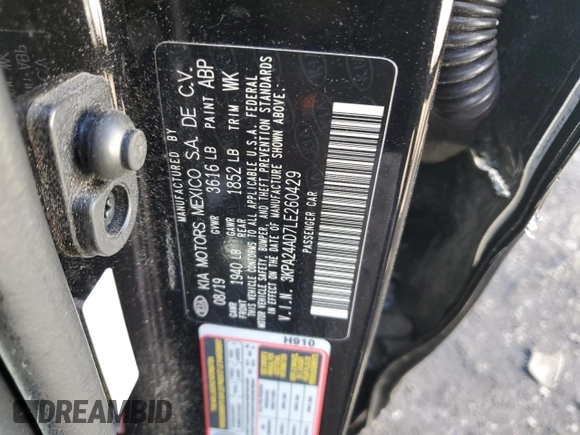 MANUFACTURED BY
KIA MOTORS MEXICO S.A. DE C.V.
08/19 GVWR 3616 LB PAINT ABP
GAWR FRONT 1940 LB GAWR REAR 1852 LB TRIM WK
THIS VEHICLE CONFORMS TO ALL APPLICABLE U.S.A. FEDERAL
MOTOR VEHICLE SAFETY, BUMPER, AND THEFT PREVENTION STANDARDS
IN EFFECT ON THE DATE OF MANUFACTURE SHOWN ABOVE.
V.I.N. 3KPA24AD7LE260429
PASSENGER CAR
KIA
H910
DREAMBID